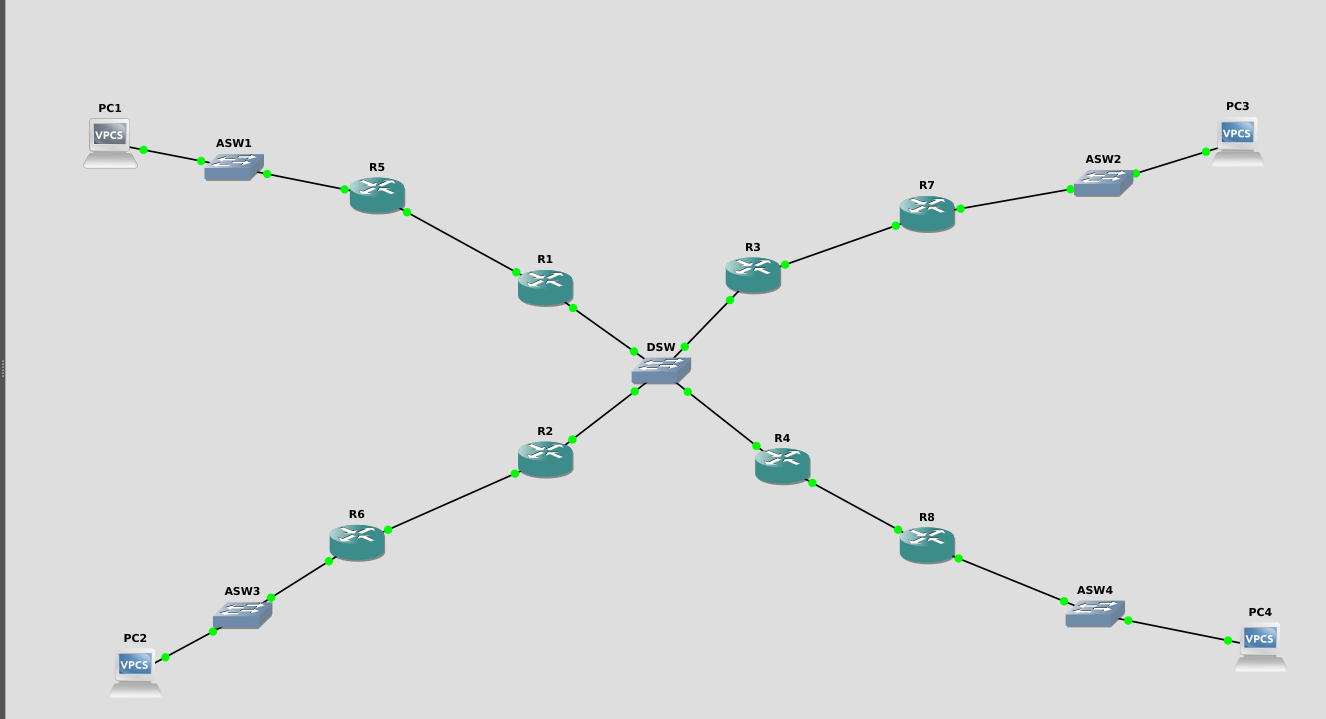 PC1
VPCS
ASW1
R5
R1
PC3
VPCS
ASW2
R7
R3
DSW
R2
R4
R6
R8
ASW3
ASW4
PC2
VPCS
PC4
VPCS